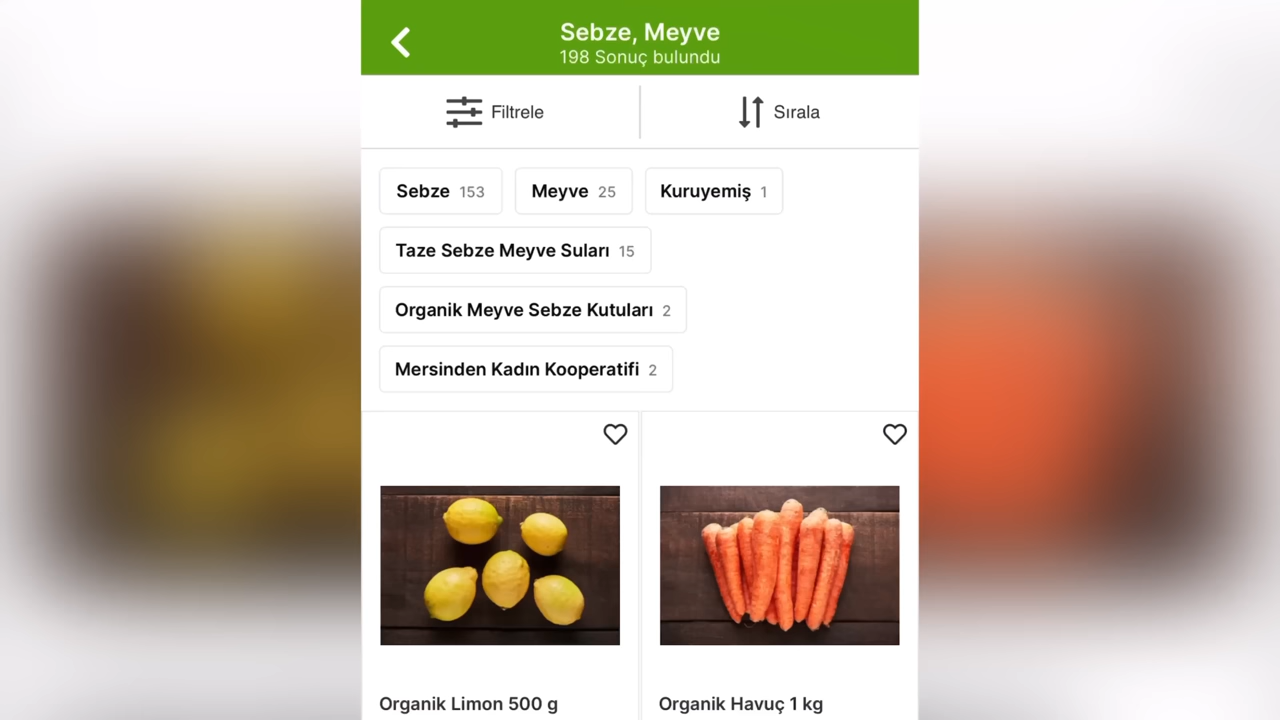 Sebze, Meyve
198 Sonuç bulundu
Filtrele
Sırala
Sebze 153
Meyve 25
Kuruyemiş 1
Taze Sebze Meyve Suları 15
Organik Meyve Sebze Kutuları 2
Mersinden Kadın Kooperatifi 2
Organik Limon 500 g
Organik Havuç 1 kg